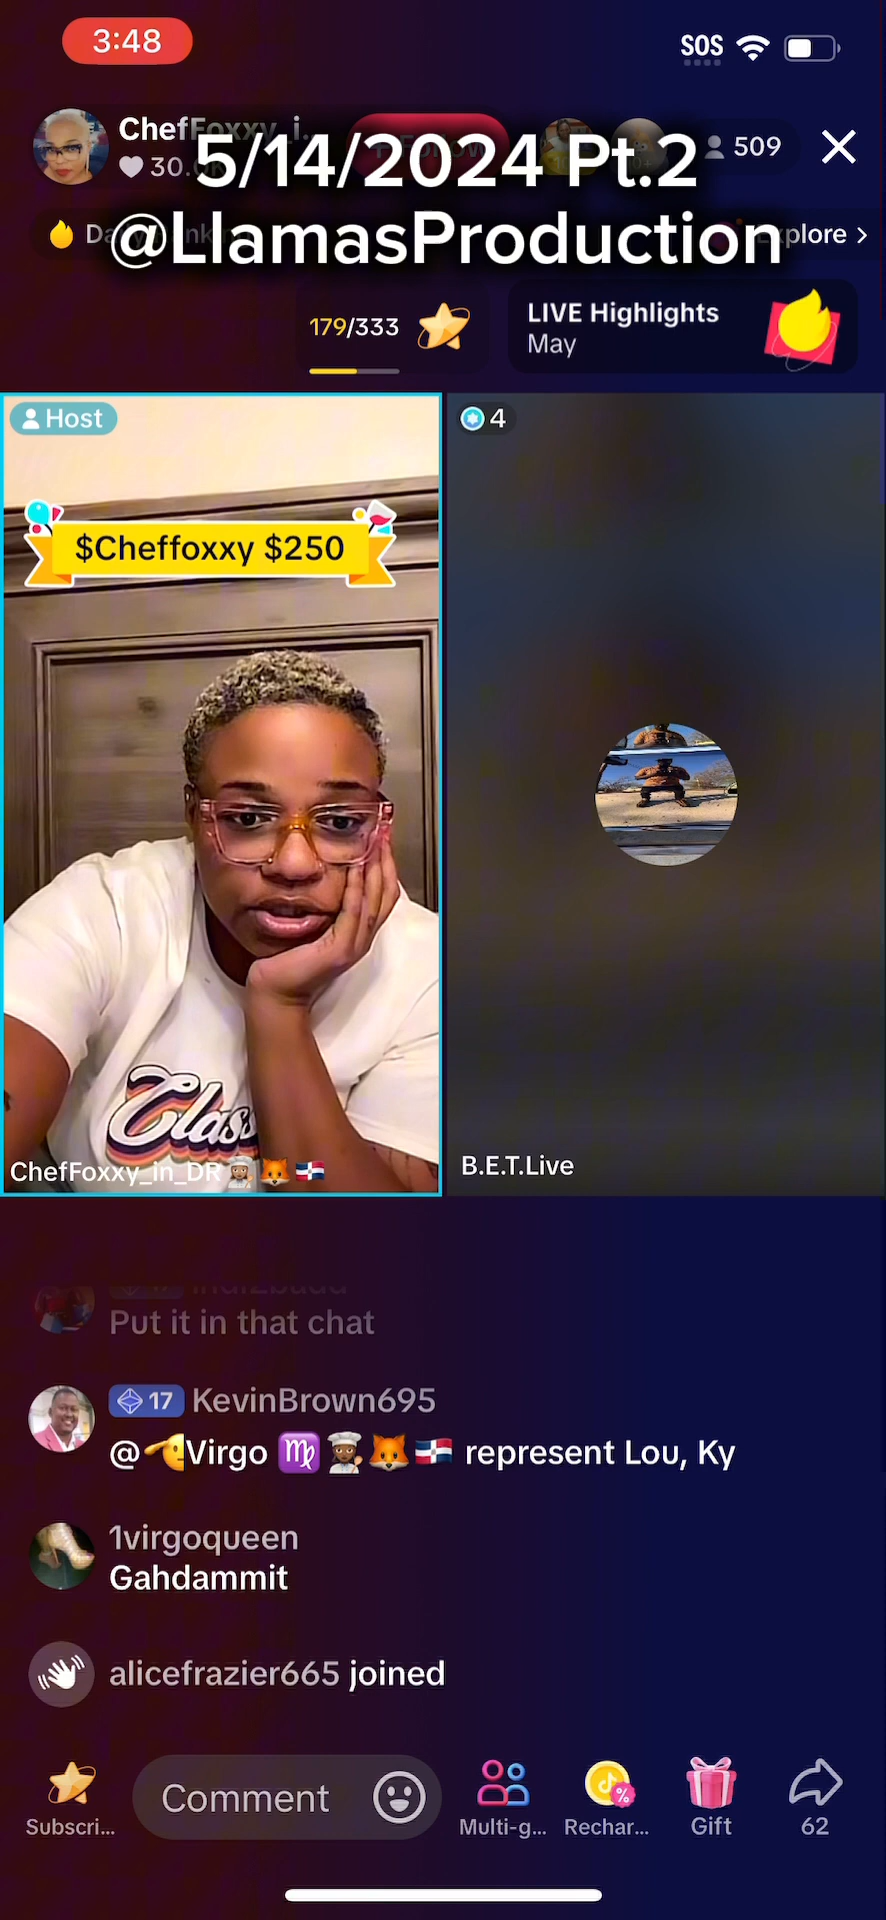 3:48
SOS
ChefFoxxy_i...
30.
509
5/14/2024 Pt.2
@LlamasProduction
Explore >
179/333
LIVE Highlights
May
Host
4
$Cheffoxxy $250
Class
ChefFoxxy_in_DR👨🏽‍🍳🦊🇩🇴
B.E.T.Live
Put it in that chat
17 KevinBrown695
@🫵Virgo ♍👩🏾‍🍳🦊🇩🇴 represent Lou, Ky
1virgoqueen
Gahdammit
alicefrazier665 joined
Subscri...
Comment
Multi-g...
Rechar...
Gift
62